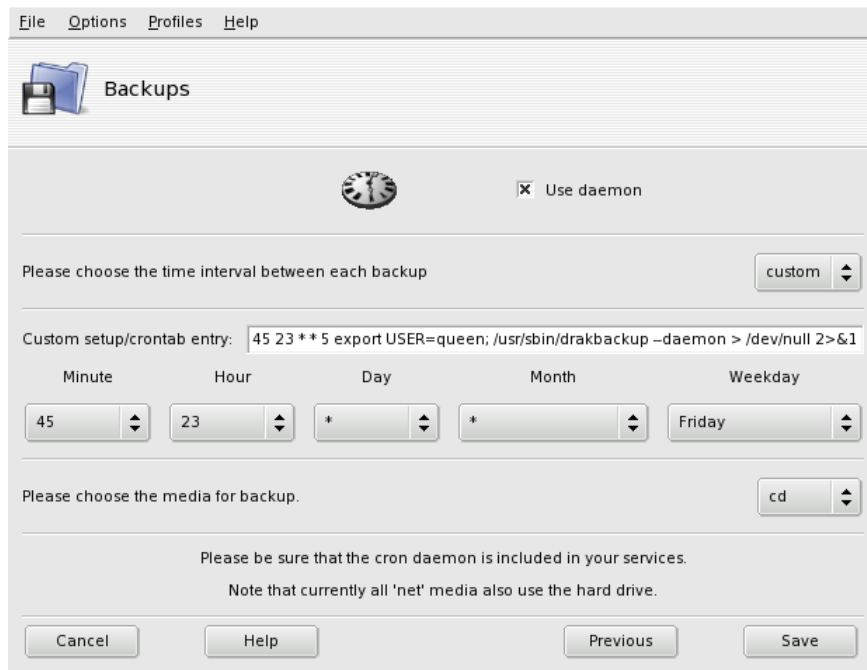 File Options Profiles Help
Backups
Use daemon
Please choose the time interval between each backup custom
Custom setup/crontab entry: 45 23 * * 5 export USER=queen; /usr/sbin/drakbackup --daemon > /dev/null 2>&1
Minute Hour Day Month Weekday
45 23 * * Friday
Please choose the media for backup. cd
Please be sure that the cron daemon is included in your services.
Note that currently all 'net' media also use the hard drive.
Cancel Help Previous Save